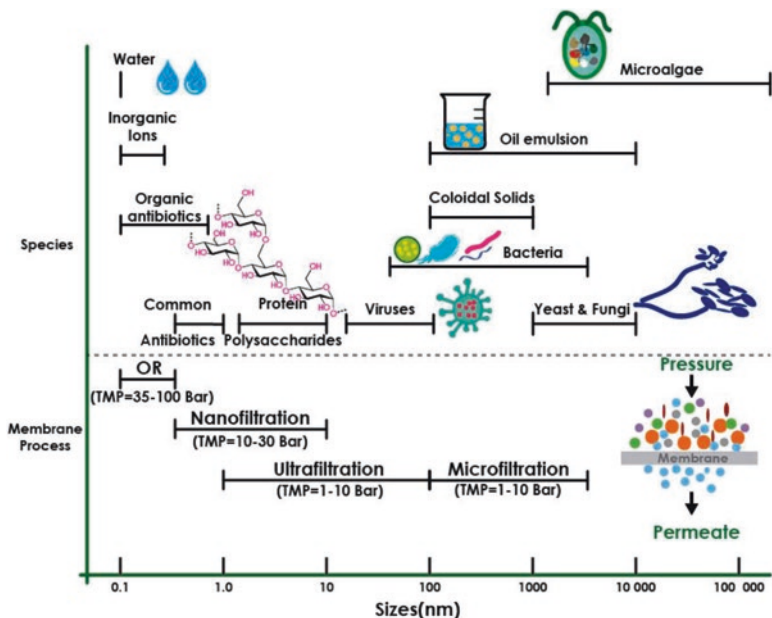 Water
Inorganic
Ions
Microalgae
Oil emulsion
Organic
antibiotics
Coloidal Solids
Species
Bacteria
Common
Antibiotics
Protein
Polysaccharides
Viruses
Yeast & Fungi
OR
(TMP=35-100 Bar)
Membrane
Process
Nanofiltration
(TMP=10-30 Bar)
Ultrafiltration
(TMP=1-10 Bar)
Microfiltration
(TMP=1-10 Bar)
Pressure
Membrane
Permeate
0.1
1.0
10
100
1000
10 000
100 000
Sizes(nm)